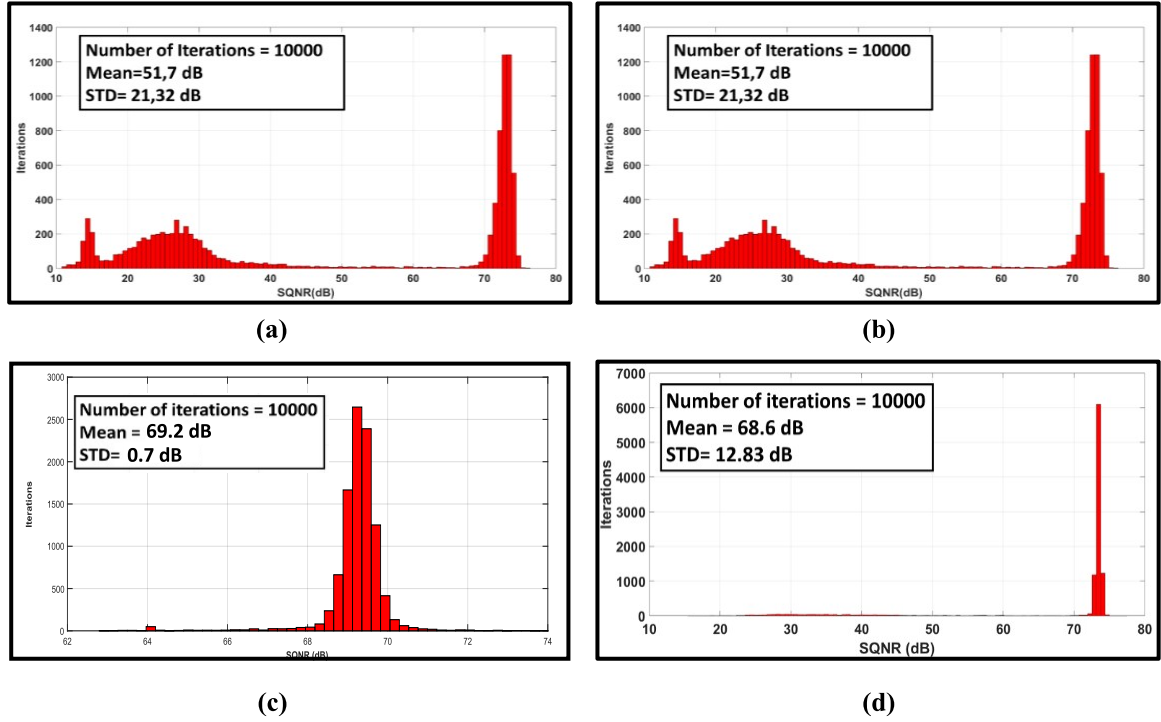 1400
1200
1000
800
600
400
200
0
Iterations
Number of Iterations = 10000
Mean=51,7 dB
STD= 21,32 dB
10 20 30 40 50 60 70 80
SQNR(dB)
(a)
1400
1200
1000
800
600
400
200
0
Iterations
Number of Iterations = 10000
Mean=51,7 dB
STD= 21,32 dB
10 20 30 40 50 60 70 80
SQNR(dB)
(b)
3000
2500
2000
1500
1000
500
0
Iterations
Number of iterations = 10000
Mean = 69.2 dB
STD= 0.7 dB
62 64 66 68 70 72 74
SQNR (dB)
(c)
7000
6000
5000
4000
3000
2000
1000
0
Iterations
Number of iterations = 10000
Mean = 68.6 dB
STD= 12.83 dB
10 20 30 40 50 60 70 80
SQNR (dB)
(d)